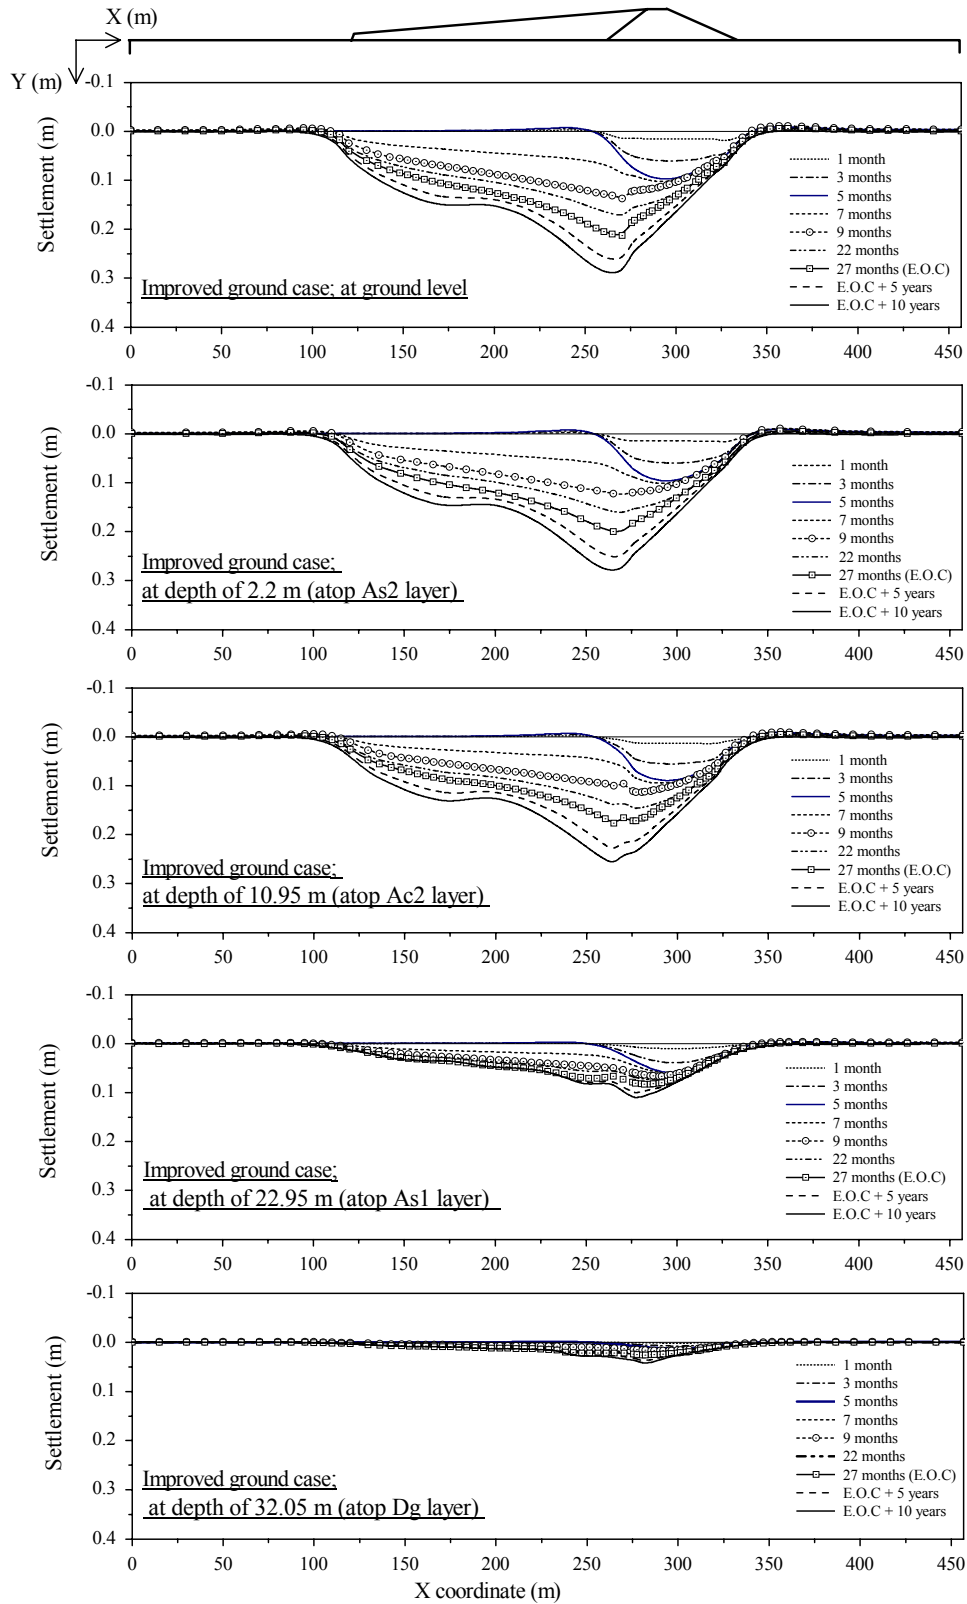 X (m)
Y (m)
-0.1
0.0
0.1
0.2
0.3
0.4
Settlement (m)
1 month
3 months
5 months
7 months
9 months
22 months
27 months (E.O.C)
E.O.C + 5 years
E.O.C + 10 years
Improved ground case; at ground level
0 50 100 150 200 250 300 350 400 450
-0.1
0.0
0.1
0.2
0.3
0.4
Settlement (m)
1 month
3 months
5 months
7 months
9 months
22 months
27 months (E.O.C)
E.O.C + 5 years
E.O.C + 10 years
Improved ground case;
at depth of 2.2 m (atop As2 layer)
0 50 100 150 200 250 300 350 400 450
-0.1
0.0
0.1
0.2
0.3
0.4
Settlement (m)
1 month
3 months
5 months
7 months
9 months
22 months
27 months (E.O.C)
E.O.C + 5 years
E.O.C + 10 years
Improved ground case;
at depth of 10.95 m (atop Ac2 layer)
0 50 100 150 200 250 300 350 400 450
-0.1
0.0
0.1
0.2
0.3
0.4
Settlement (m)
1 month
3 months
5 months
7 months
9 months
22 months
27 months (E.O.C)
E.O.C + 5 years
E.O.C + 10 years
Improved ground case;
at depth of 22.95 m (atop As1 layer)
0 50 100 150 200 250 300 350 400 450
-0.1
0.0
0.1
0.2
0.3
0.4
Settlement (m)
1 month
3 months
5 months
7 months
9 months
22 months
27 months (E.O.C)
E.O.C + 5 years
E.O.C + 10 years
Improved ground case;
at depth of 32.05 m (atop Dg layer)
0 50 100 150 200 250 300 350 400 450
X coordinate (m)